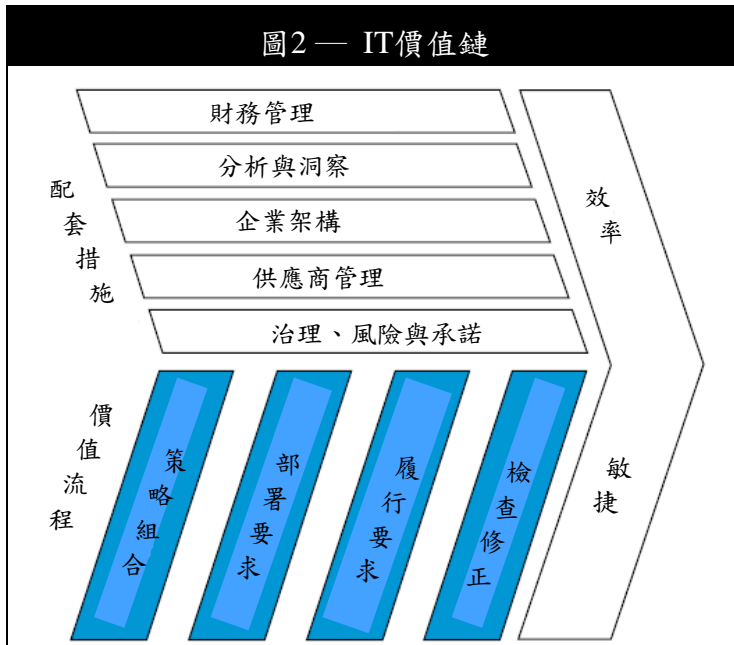 圖2 — IT價值鏈
財務管理
分析與洞察
企業架構
供應商管理
治理、風險與承諾
配套措施
價值流程
策略組合
部署要求
履行要求
檢查修正
效率
敏捷